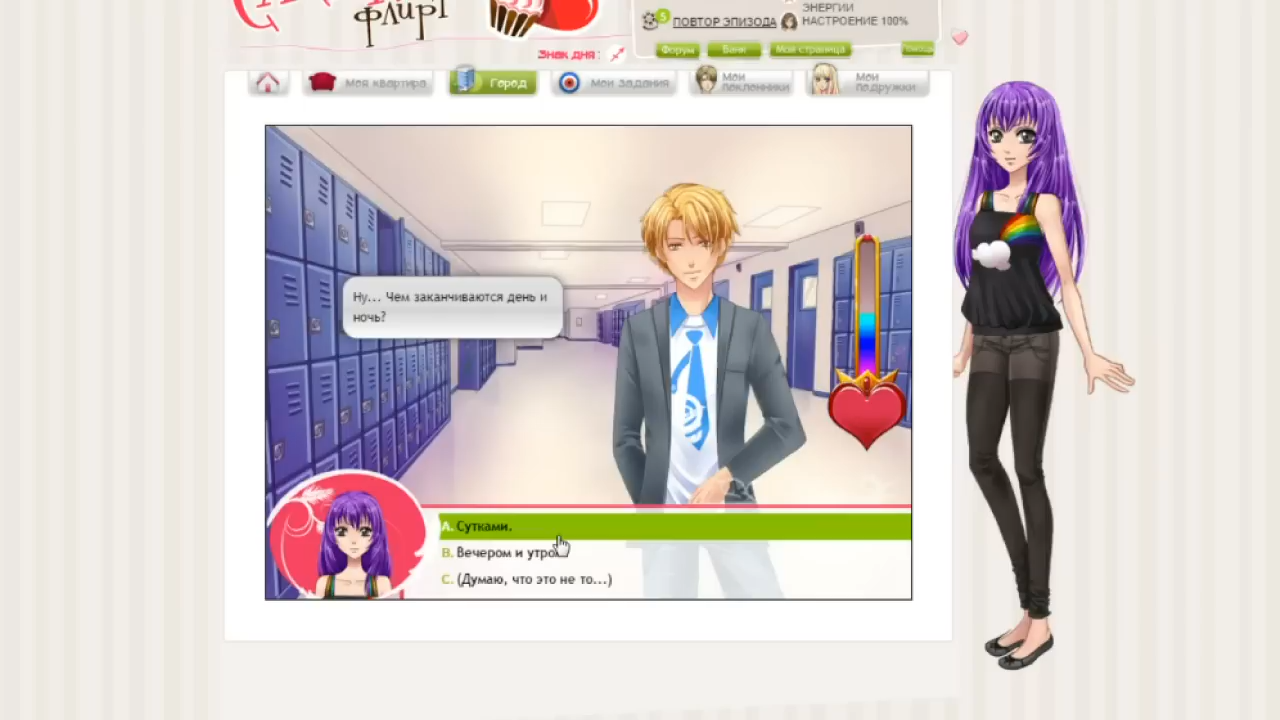 флирт
ЭНЕРГИИ
5 ПОВТОР ЭПИЗОДА
НАСТРОЕНИЕ 100%
Знак дня:
Форум
Банк
Моя страница
Моя квартира
Город
Мои задания
Мои
поклонники
Мои
подружки
Ну... Чем заканчиваются день и
ночь?
A. Сутками.
B. Вечером и утро
C. (Думаю, что это не то...)